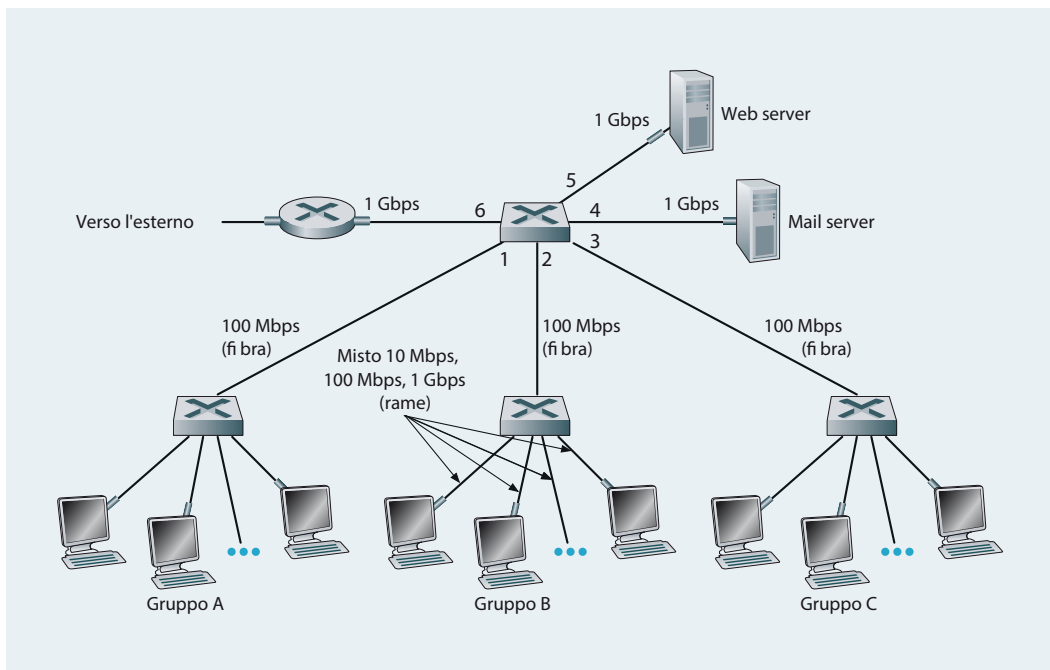 Web server
1 Gbps
5
Verso l'esterno
1 Gbps
6
4
1 Gbps
Mail server
3
1
2
100 Mbps
(fi bra)
100 Mbps
(fi bra)
100 Mbps
(fi bra)
Misto 10 Mbps,
100 Mbps, 1 Gbps
(rame)
Gruppo A
Gruppo B
Gruppo C